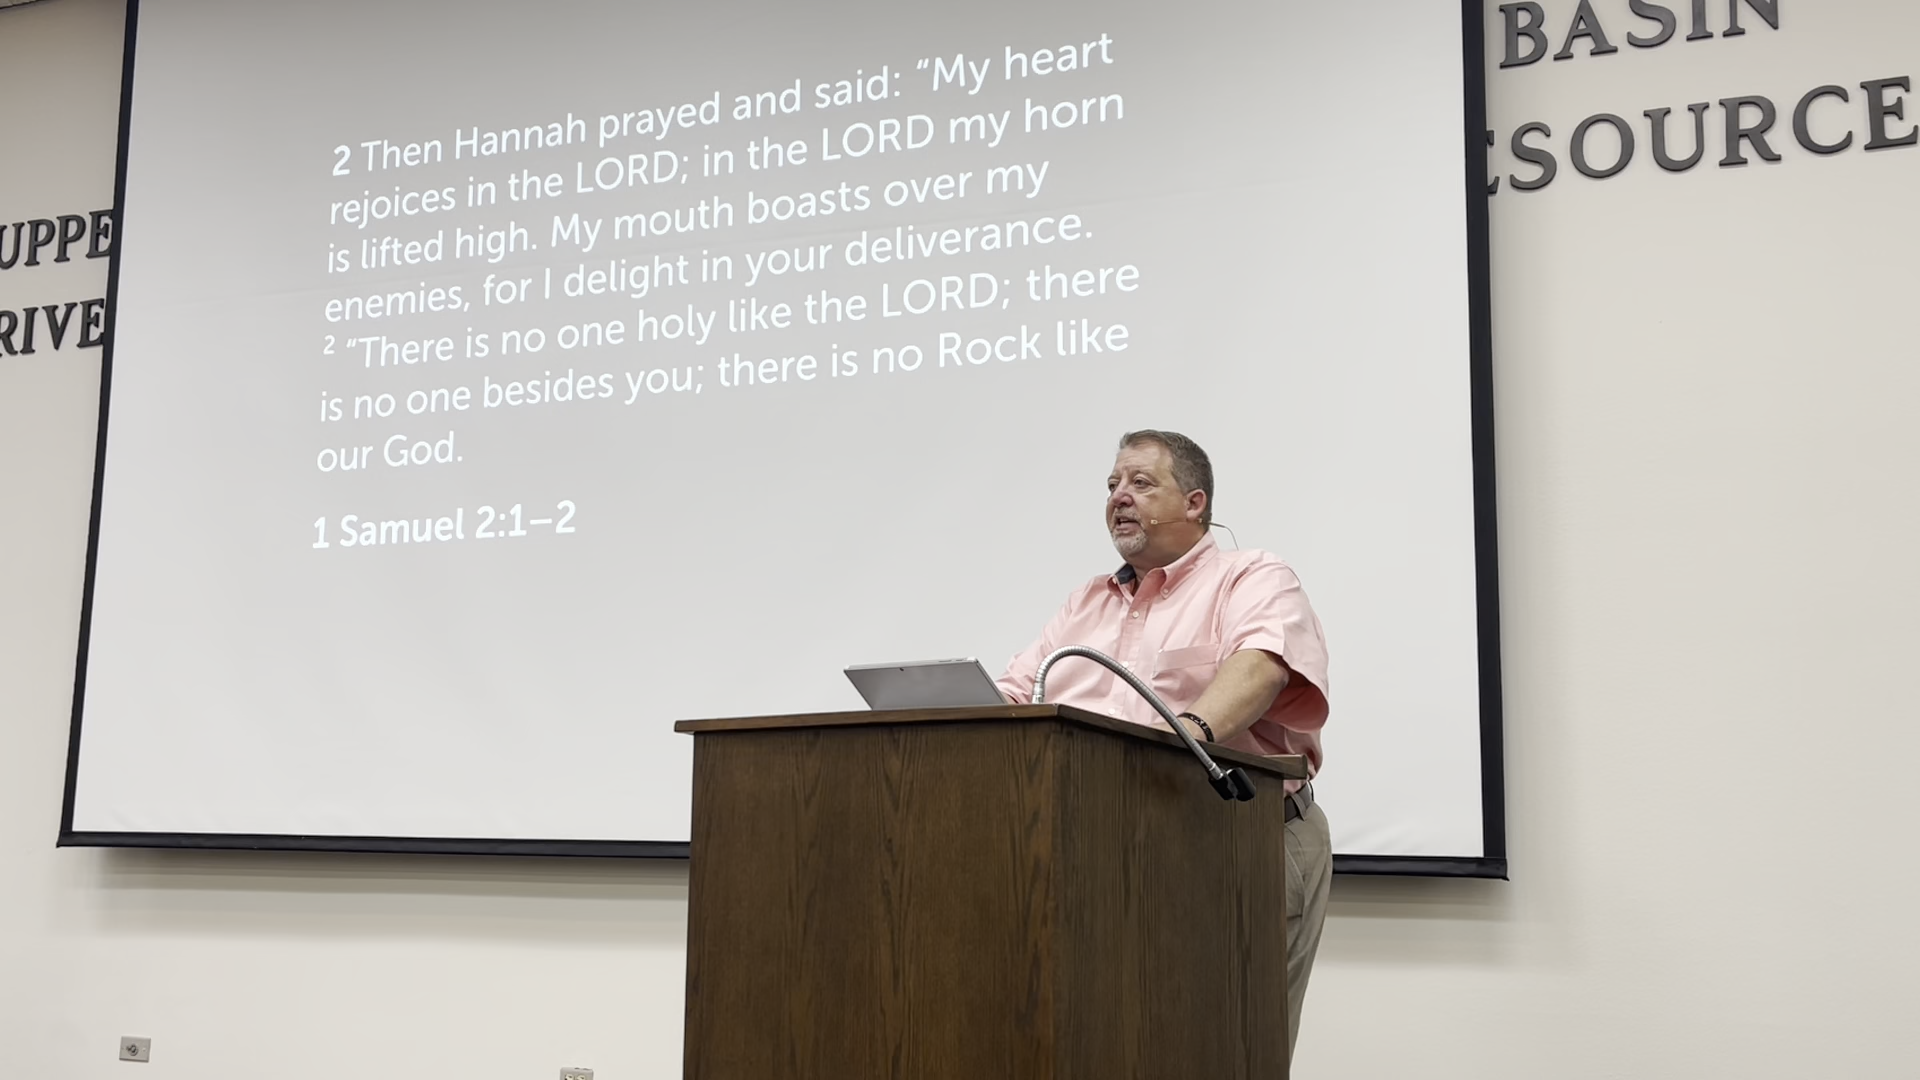 BASIN
ESOURCE
UPPE
RIVE
2 Then Hannah prayed and said: “My heart
rejoices in the LORD; in the LORD my horn
is lifted high. My mouth boasts over my
enemies, for I delight in your deliverance.
² “There is no one holy like the LORD; there
is no one besides you; there is no Rock like
our God.
1 Samuel 2:1–2